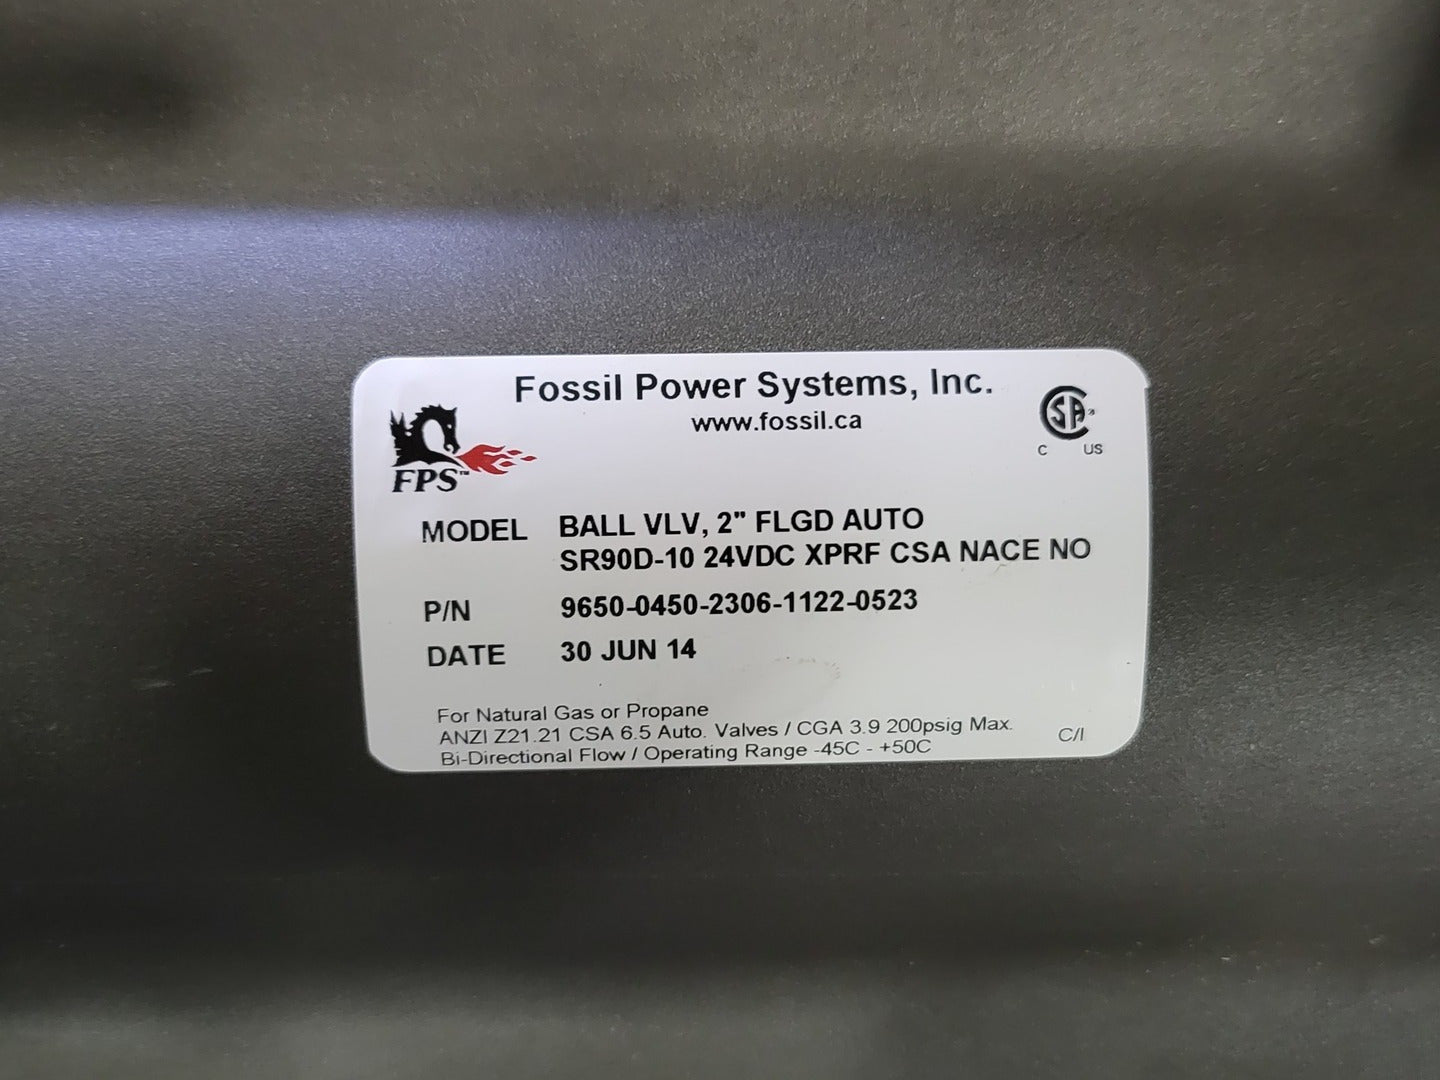 Fossil Power Systems, Inc.
www.fossil.ca
FPS™
CSA®
C US
MODEL BALL VLV, 2" FLGD AUTO
SR90D-10 24VDC XPRF CSA NACE NO
P/N 9650-0450-2306-1122-0523
DATE 30 JUN 14
For Natural Gas or Propane
ANZI Z21.21 CSA 6.5 Auto. Valves / CGA 3.9 200psig Max.
Bi-Directional Flow / Operating Range -45C - +50C
C/I